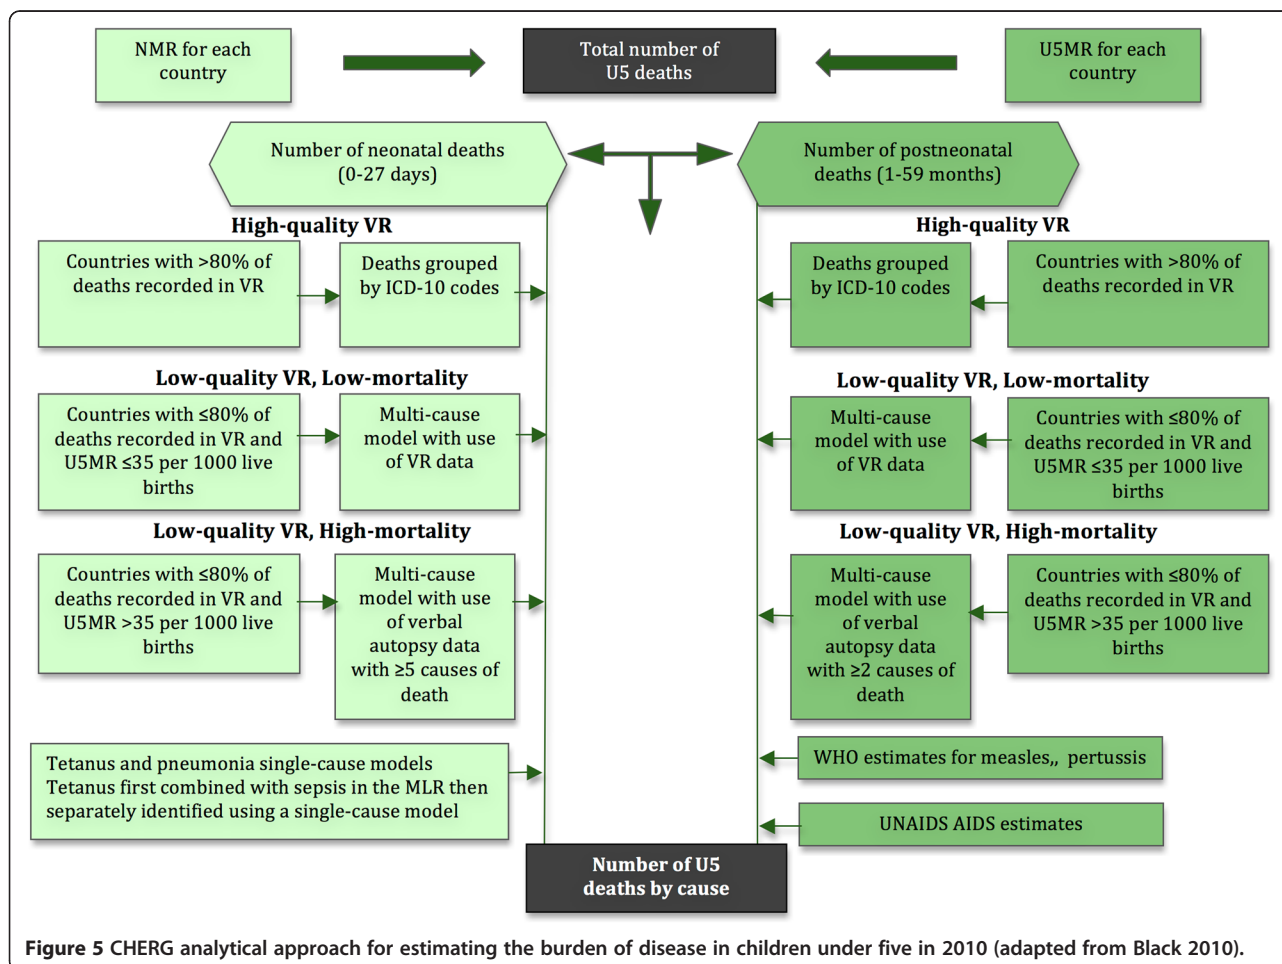 NMR for each
country
Total number of
U5 deaths
U5MR for each
country
Number of neonatal deaths
(0-27 days)
Number of postneonatal
deaths (1-59 months)
High-quality VR
Countries with >80% of
deaths recorded in VR
Deaths grouped
by ICD-10 codes
High-quality VR
Deaths grouped
by ICD-10 codes
Countries with >80% of
deaths recorded in VR
Low-quality VR, Low-mortality
Countries with ≤80% of
deaths recorded in VR and
U5MR ≤35 per 1000 live
births
Multi-cause
model with use
of VR data
Low-quality VR, Low-mortality
Multi-cause
model with use
of VR data
Countries with ≤80% of
deaths recorded in VR and
U5MR ≤35 per 1000 live
births
Low-quality VR, High-mortality
Countries with ≤80% of
deaths recorded in VR and
U5MR >35 per 1000 live
births
Multi-cause
model with use
of verbal
autopsy data
with ≥5 causes of
death
Low-quality VR, High-mortality
Multi-cause
model with use
of verbal
autopsy data
with ≥2 causes of
death
Countries with ≤80% of
deaths recorded in VR and
U5MR >35 per 1000 live
births
Tetanus and pneumonia single-cause models
Tetanus first combined with sepsis in the MLR then
separately identified using a single-cause model
WHO estimates for measles,, pertussis
UNAIDS AIDS estimates
Number of U5
deaths by cause
Figure 5 CHERG analytical approach for estimating the burden of disease in children under five in 2010 (adapted from Black 2010).